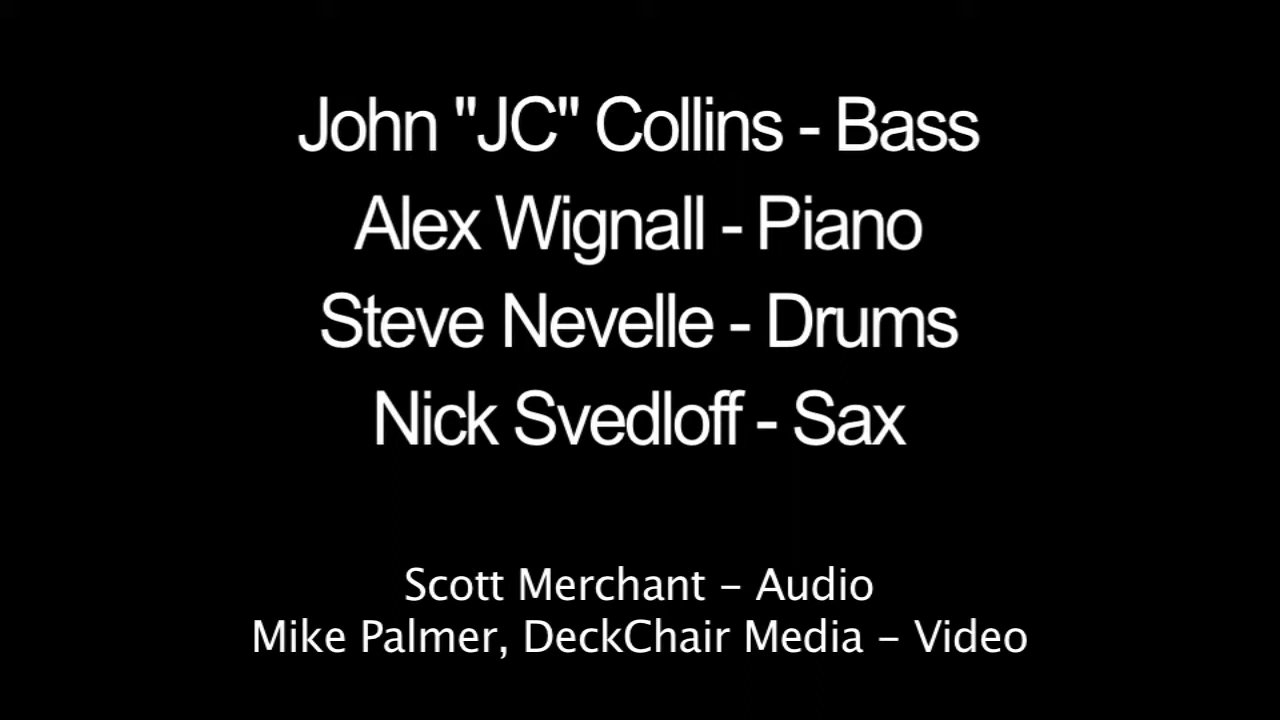 John "JC" Collins - Bass
Alex Wignall - Piano
Steve Nevelle - Drums
Nick Svedloff - Sax
Scott Merchant – Audio
Mike Palmer, DeckChair Media – Video